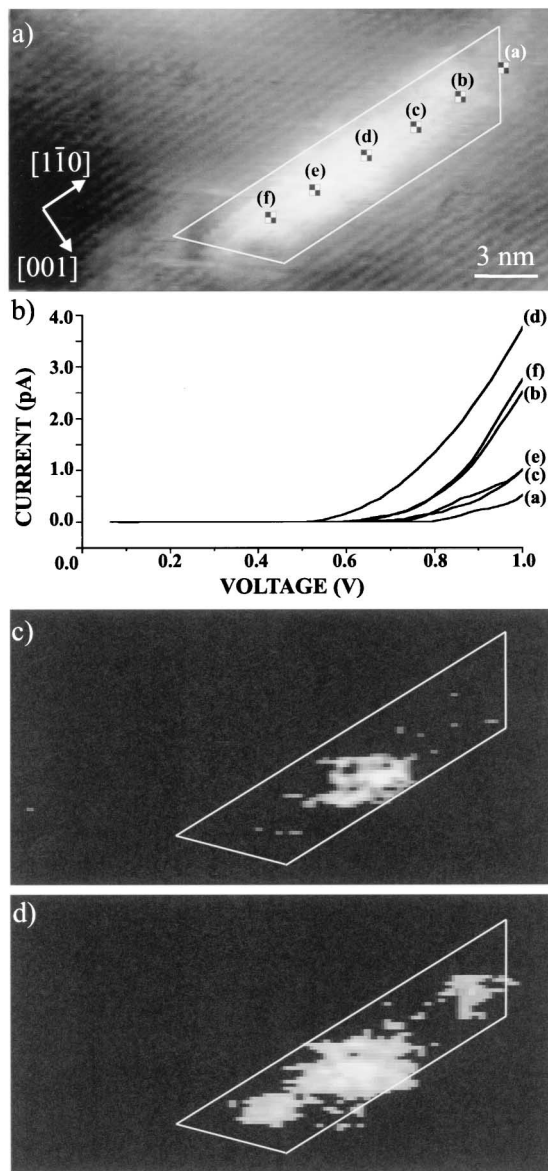 a)
(a)
(b)
(c)
(d)
(e)
(f)
[11̄0]
[001]
3 nm
b)
4.0
3.0
2.0
1.0
0.0
CURRENT (pA)
(d)
(f)
(b)
(e)
(c)
(a)
0.0 0.2 0.4 0.6 0.8 1.0
VOLTAGE (V)
c)
d)